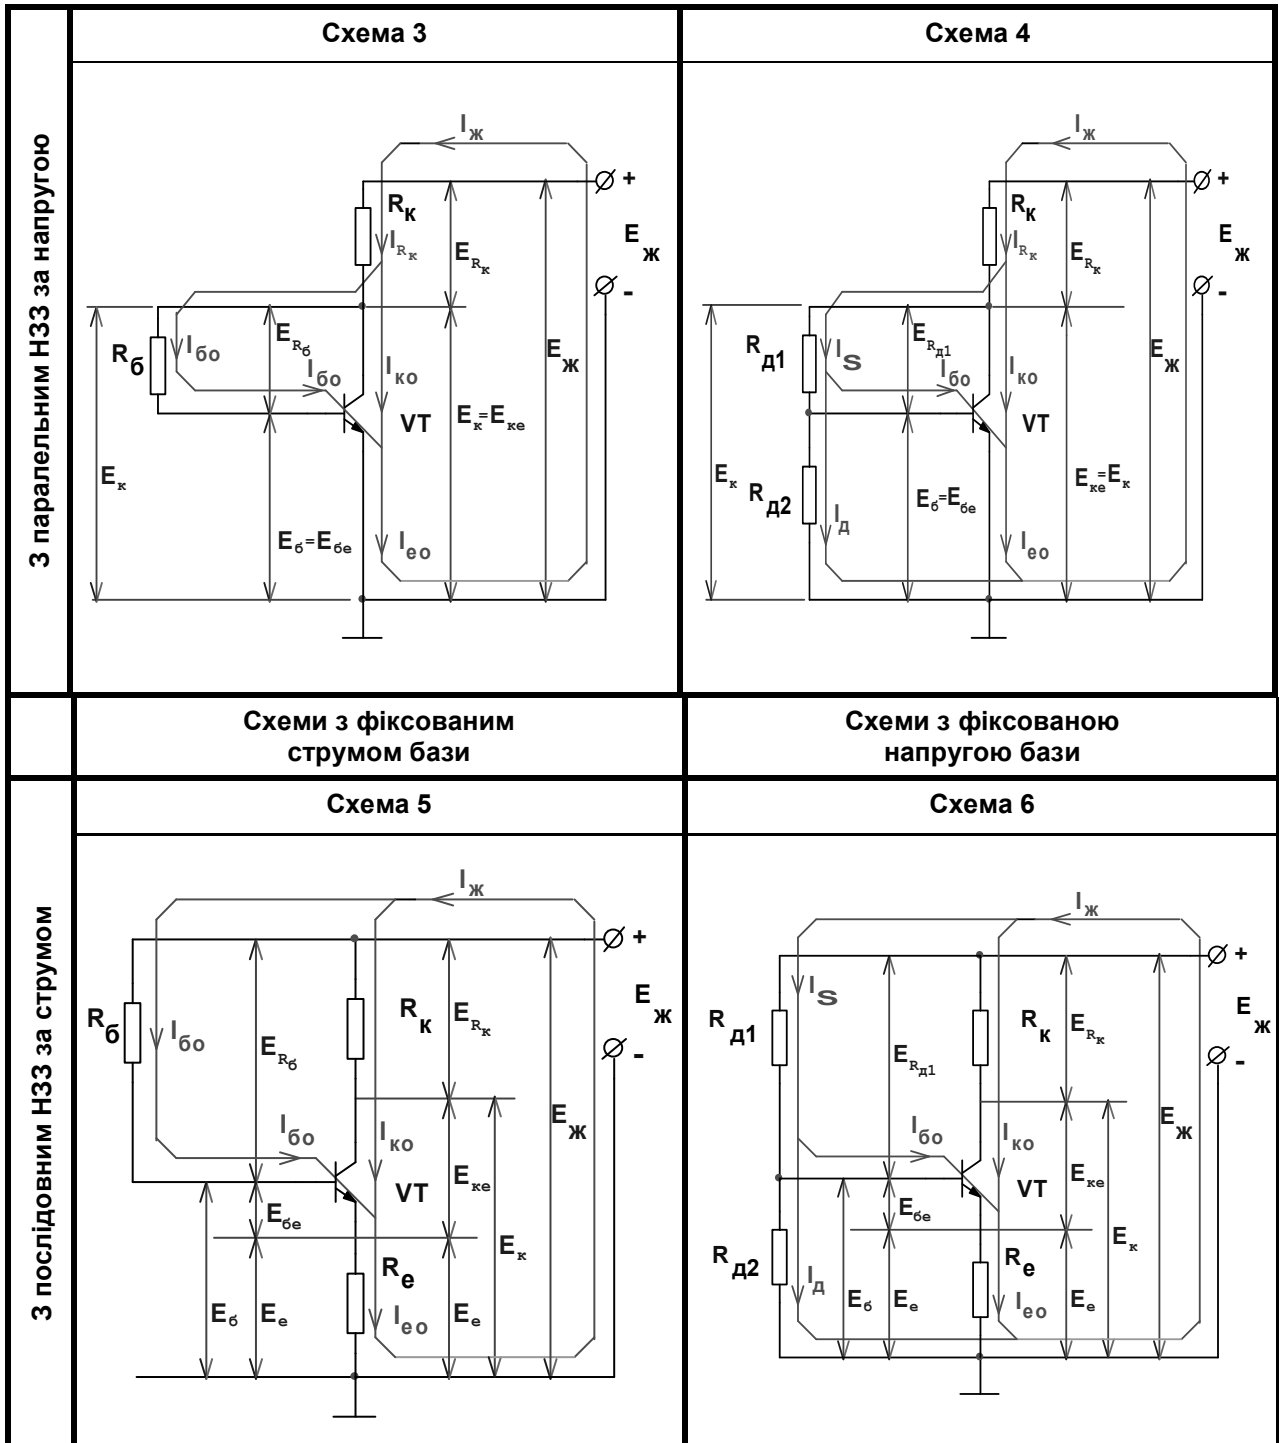 Схема 3
Схема 4
З паралельним НЗЗ за напругою
Iж
+
Rк
IRк
ERк
Eж
-
Rб
Iбо
ERб
Iбо
Iко
Eж
VT
Eк=Eке
Eк
Eб=Eбе
Iео
Iж
+
Rк
IRк
ERк
Eж
-
Rд1
IS
ERд1
Iбо
Iко
Eж
VT
Eк
Rд2
Eб=Eбе
Eке=Eк
Iд
Iео
Схеми з фіксованим
струмом бази
Схеми з фіксованою
напругою бази
Схема 5
Схема 6
З послідовним НЗЗ за струмом
Iж
+
Rб
Iбо
ERб
Rк
ERк
Eж
-
Iбо
Iко
Eж
VT
Eке
Eбе
Eк
Rе
Eб
Eе
Iео
Eе
Iж
+
IS
Rд1
ERд1
Rк
ERк
Eж
-
Iбо
Iко
Eж
VT
Eке
Eбе
Eк
Rд2
Iд
Rе
Eб
Eе
Iео
Eе